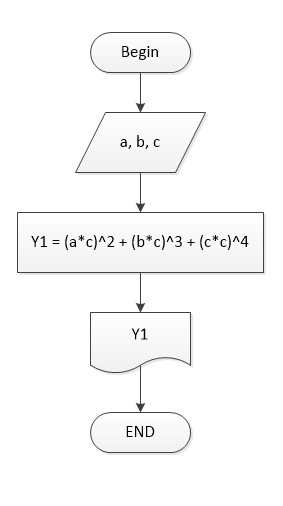 Begin
a, b, c
Y1 = (a*c)^2 + (b*c)^3 + (c*c)^4
Y1
END